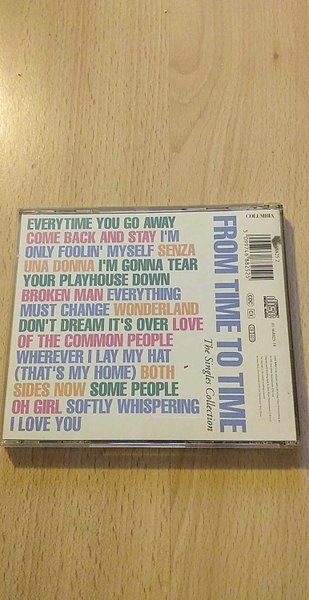 EVERYTIME YOU GO AWAY
COME BACK AND STAY I'M
ONLY FOOLIN' MYSELF SENZA
UNA DONNA I'M GONNA TEAR
YOUR PLAYHOUSE DOWN
BROKEN MAN EVERYTHING
MUST CHANGE WONDERLAND
DON'T DREAM IT'S OVER LOVE
OF THE COMMON PEOPLE
WHEREVER I LAY MY HAT
(THAT'S MY HOME) BOTH
SIDES NOW SOME PEOPLE
OH GIRL SOFTLY WHISPERING
I LOVE YOU
FROM TIME TO TIME
The Singles Collection
COLUMBIA